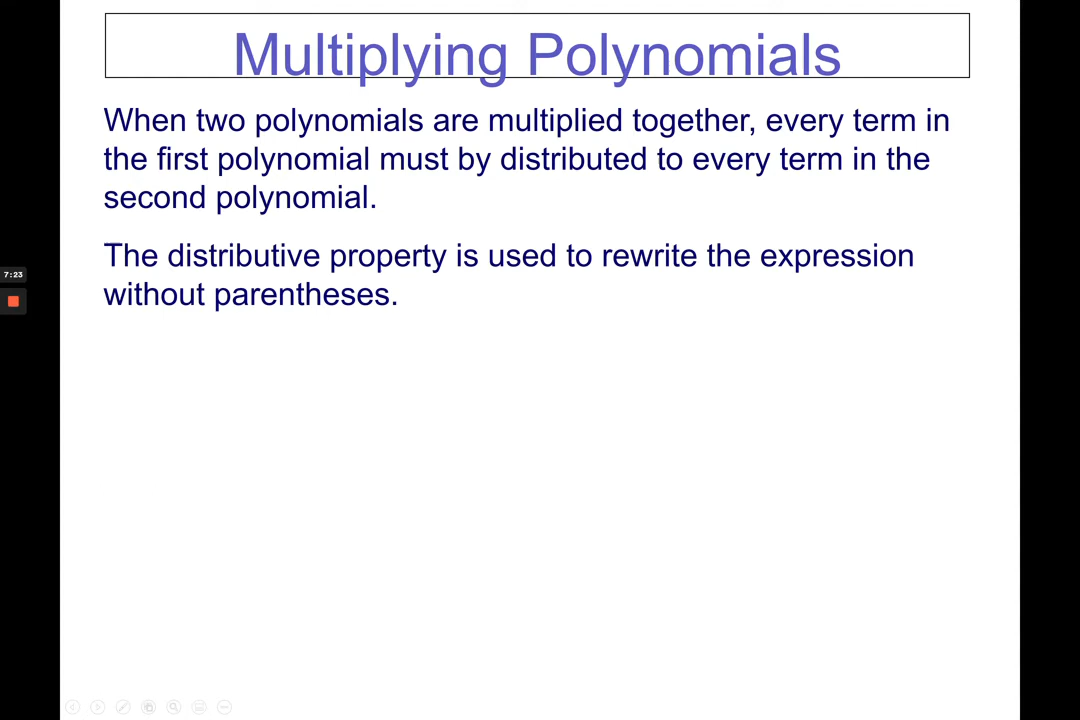 Multiplying Polynomials
When two polynomials are multiplied together, every term in
the first polynomial must by distributed to every term in the
second polynomial.
The distributive property is used to rewrite the expression
without parentheses.
7:23